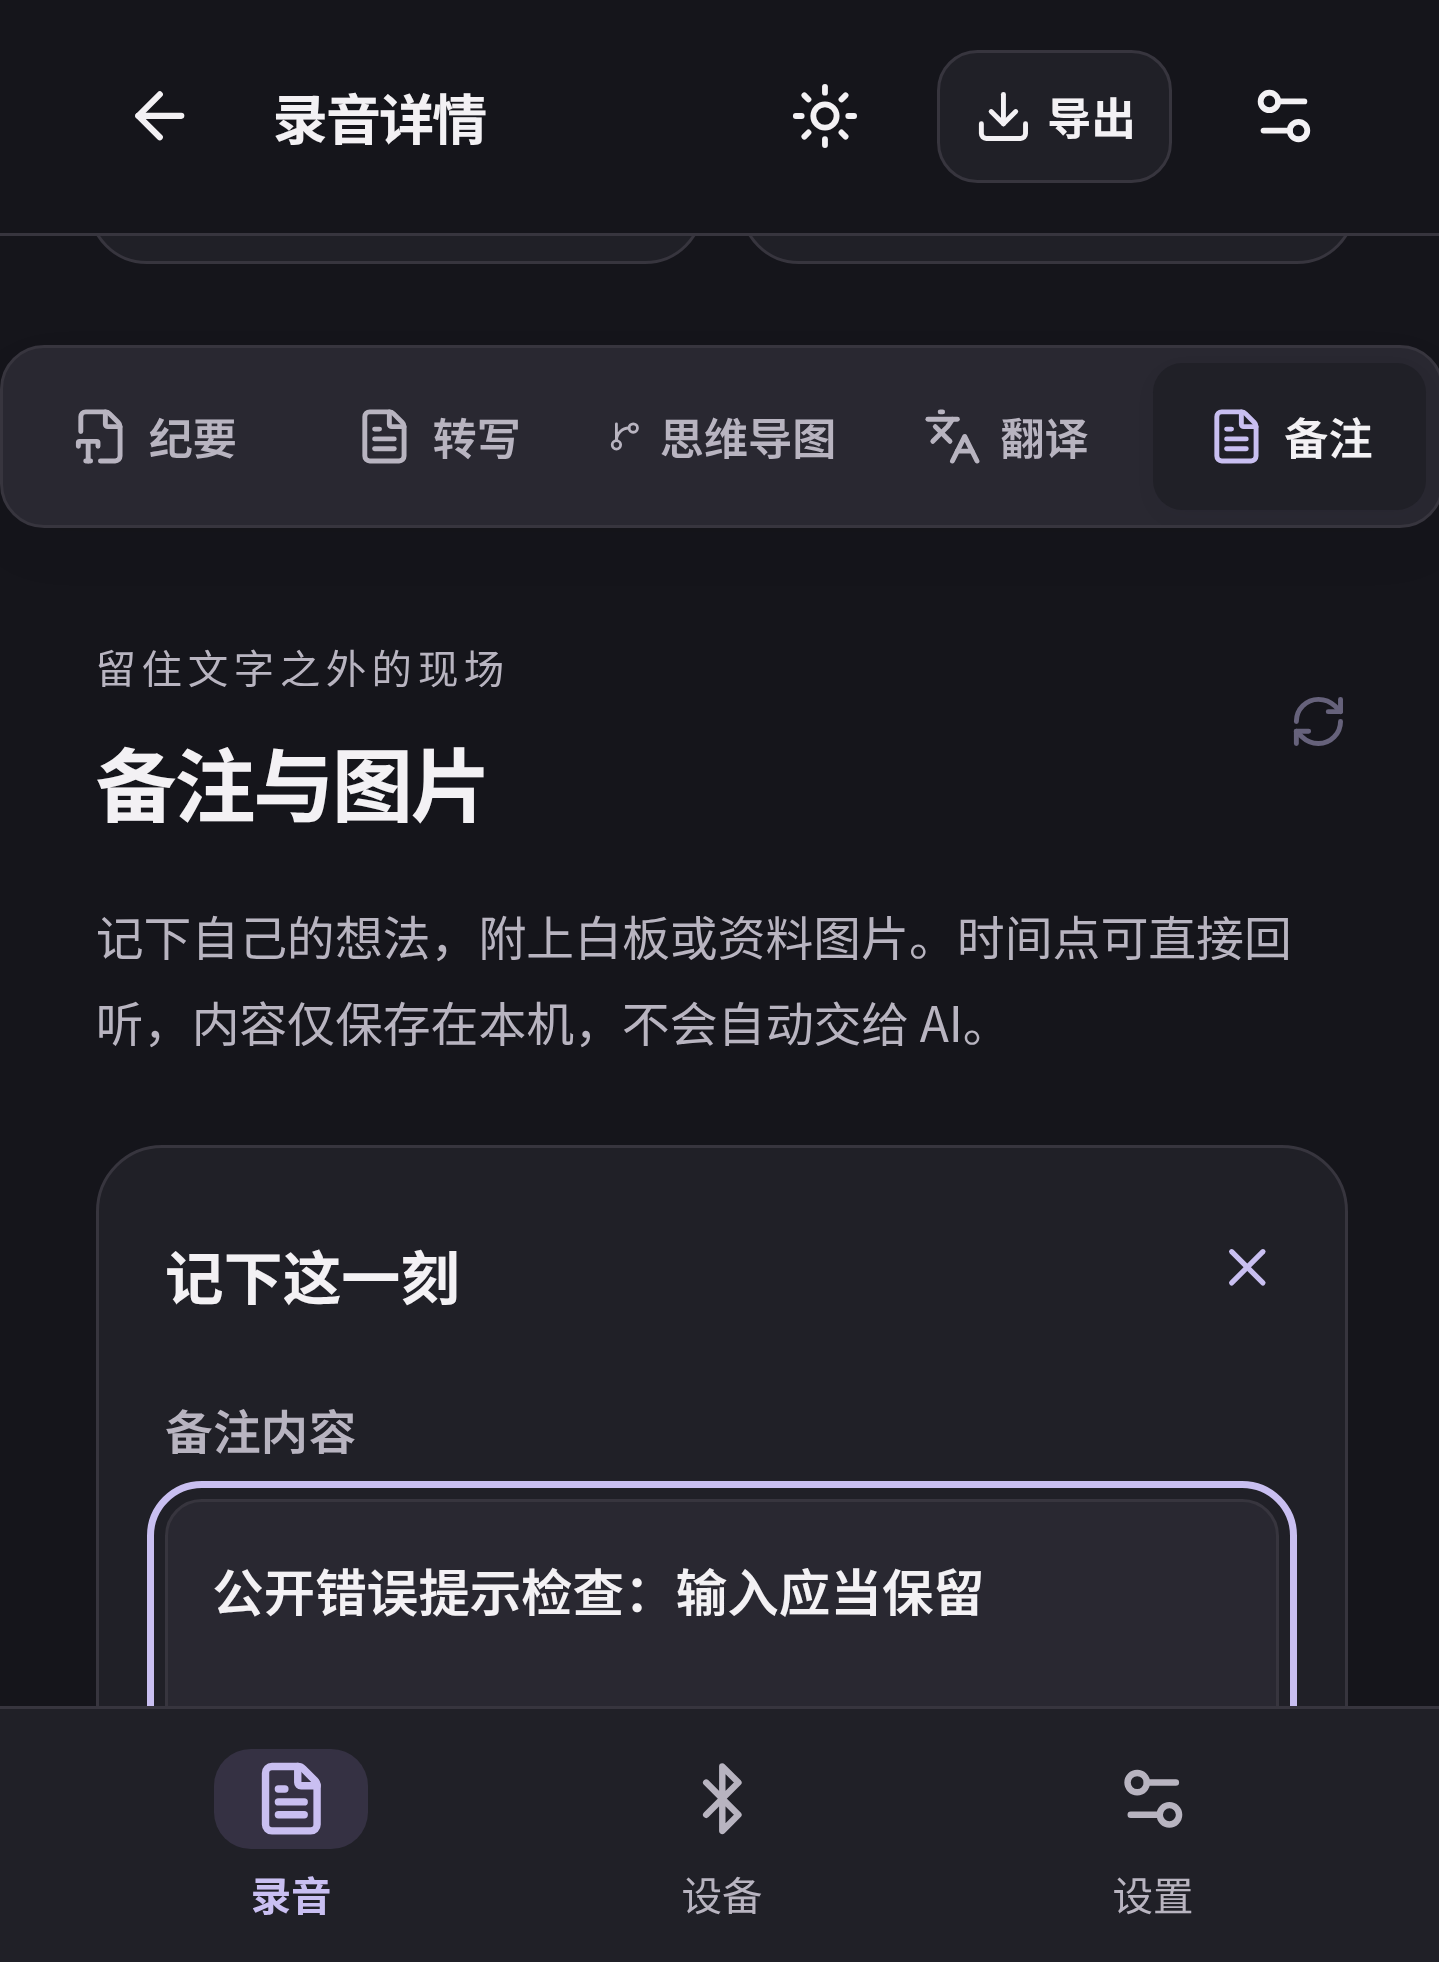 录音详情
导出
纪要
转写
思维导图
翻译
备注
留住文字之外的现场
备注与图片
记下自己的想法，附上白板或资料图片。时间点可直接回
听，内容仅保存在本机，不会自动交给 AI。
记下这一刻
备注内容
公开错误提示检查：输入应当保留
录音
设备
设置